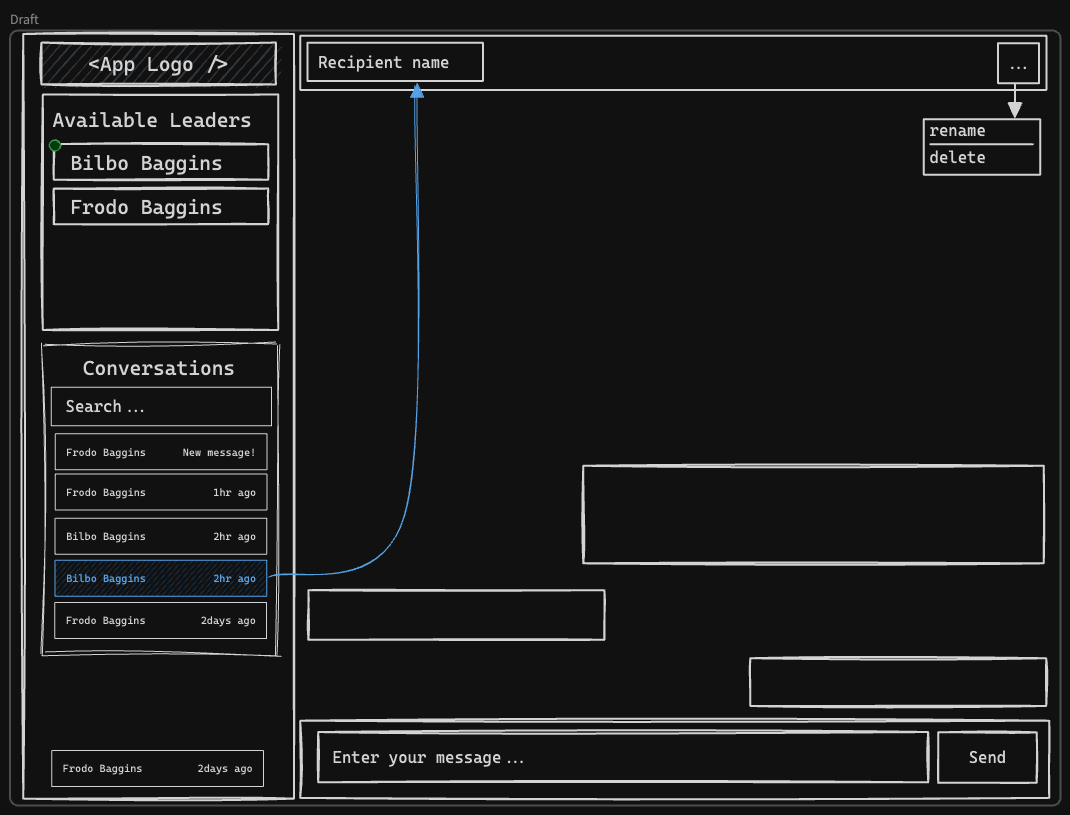 Draft
<App Logo />
Available Leaders
Bilbo Baggins
Frodo Baggins
Conversations
Search...
Frodo Baggins New message!
Frodo Baggins 1hr ago
Bilbo Baggins 2hr ago
Bilbo Baggins 2hr ago
Frodo Baggins 2days ago
Frodo Baggins 2days ago
Recipient name
...
rename
delete
Enter your message...
Send